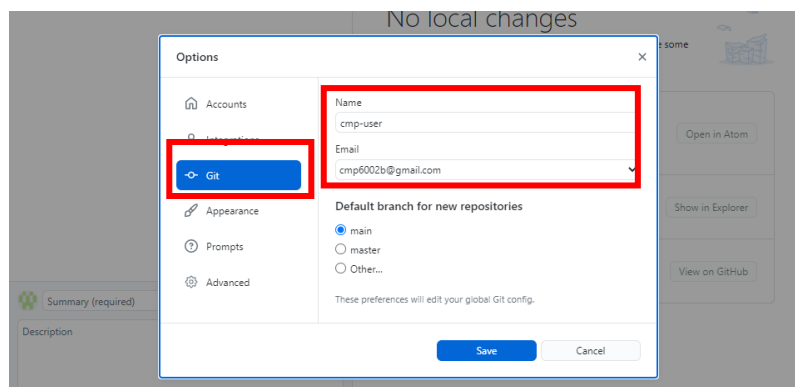 No local changes
e some
Options
×
Accounts
Integrations
Git
Appearance
Prompts
Advanced
Name
cmp-user
Email
cmp6002b@gmail.com
Default branch for new repositories
main
master
Other...
These preferences will edit your global Git config.
Save
Cancel
Open in Atom
Show in Explorer
View on GitHub
Summary (required)
Description